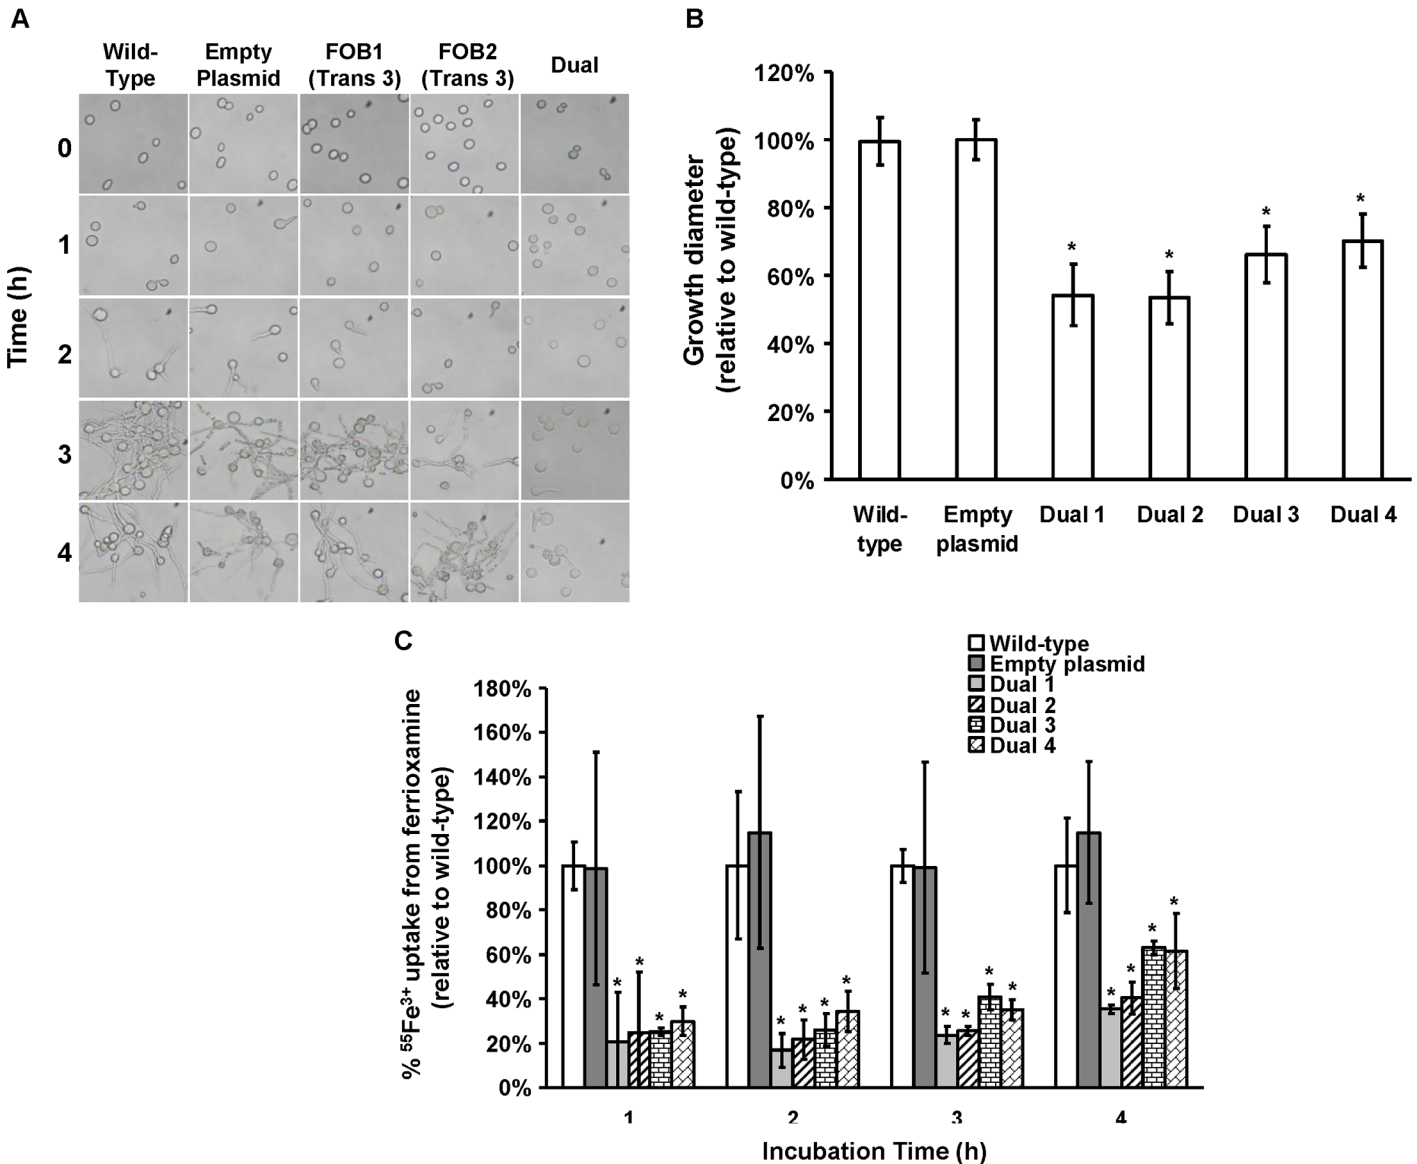 A
Wild-
Type
Empty
Plasmid
FOB1
(Trans 3)
FOB2
(Trans 3)
Dual
Time (h)
0
1
2
3
4
B
Growth diameter
(relative to wild-type)
120%
100%
80%
60%
40%
20%
0%
*
*
*
*
Wild-
type
Empty
plasmid
Dual 1
Dual 2
Dual 3
Dual 4
C
Wild-type
Empty plasmid
Dual 1
Dual 2
Dual 3
Dual 4
% ⁵⁵Fe³⁺ uptake from ferrioxamine
(relative to wild-type)
180%
160%
140%
120%
100%
80%
60%
40%
20%
0%
* * * *
* * * *
* * * *
* * * *
1 2 3 4
Incubation Time (h)